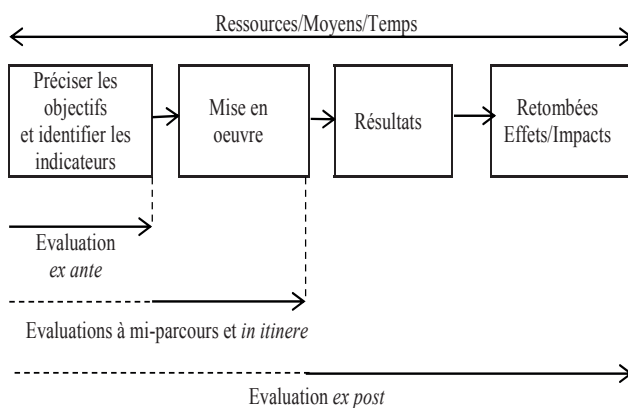 Ressources/Moyens/Temps
Préciser les
objectifs
et identifier les
indicateurs
Mise en
oeuvre
Résultats
Retombées
Effets/Impacts
Evaluation
ex ante
Evaluations à mi-parcours et in itinere
Evaluation ex post